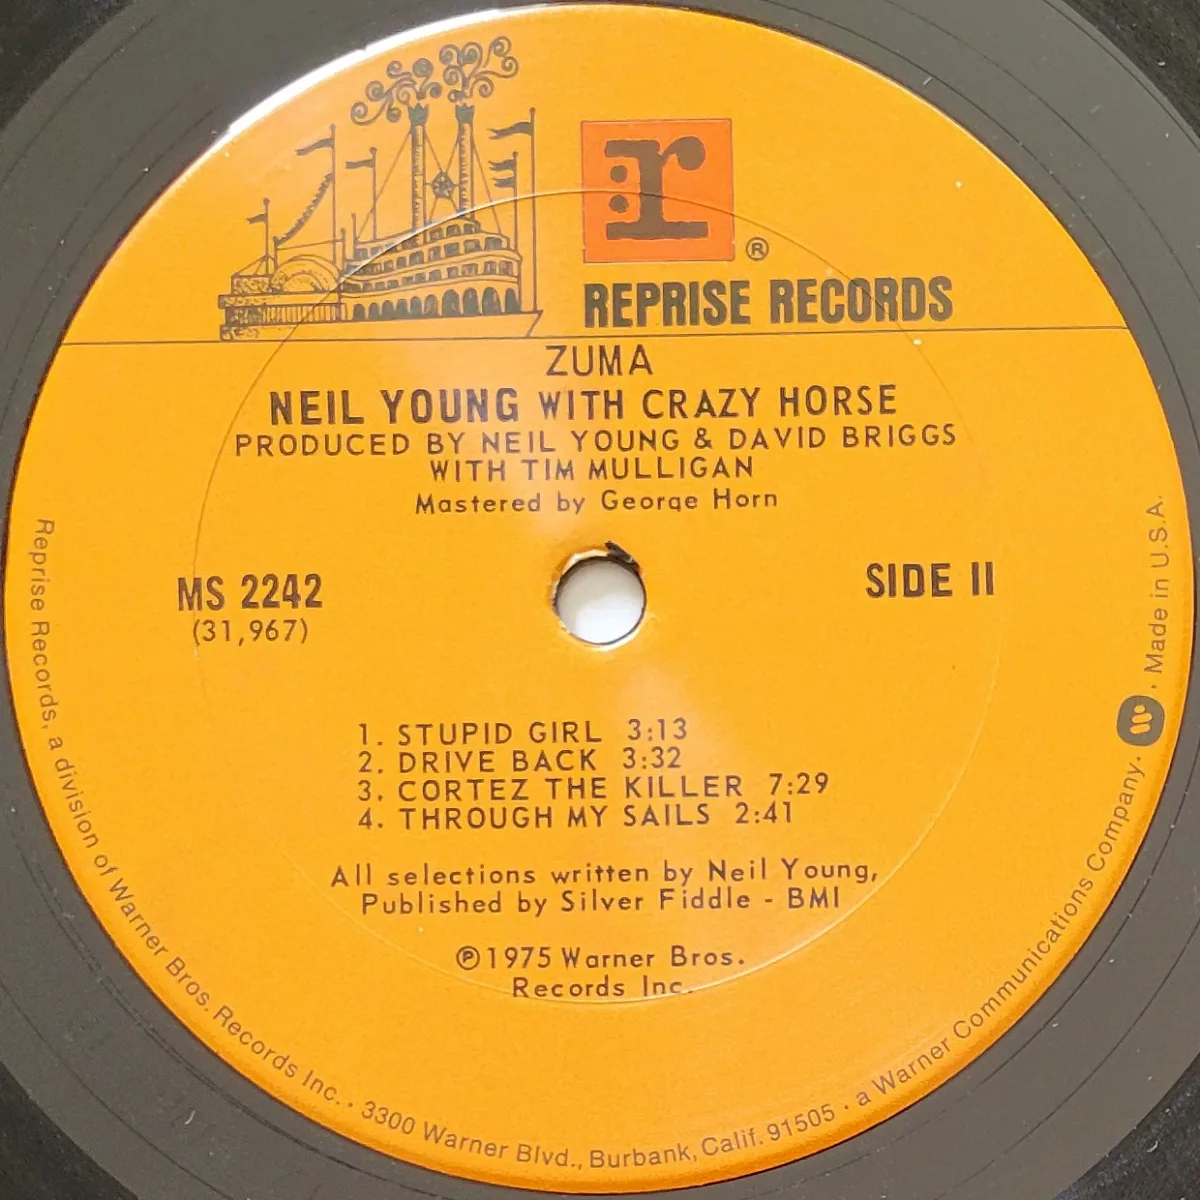 r
®
REPRISE RECORDS
ZUMA
NEIL YOUNG WITH CRAZY HORSE
PRODUCED BY NEIL YOUNG & DAVID BRIGGS
WITH TIM MULLIGAN
Mastered by George Horn
MS 2242
(31,967)
SIDE II
1. STUPID GIRL 3:13
2. DRIVE BACK 3:32
3. CORTEZ THE KILLER 7:29
4. THROUGH MY SAILS 2:41
All selections written by Neil Young,
Published by Silver Fiddle - BMI
℗1975 Warner Bros.
Records Inc.
Reprise Records, a division of Warner Bros. Records Inc. · 3300 Warner Blvd., Burbank, Calif. 91505 · a Warner Communications Company. W · Made in U.S.A.